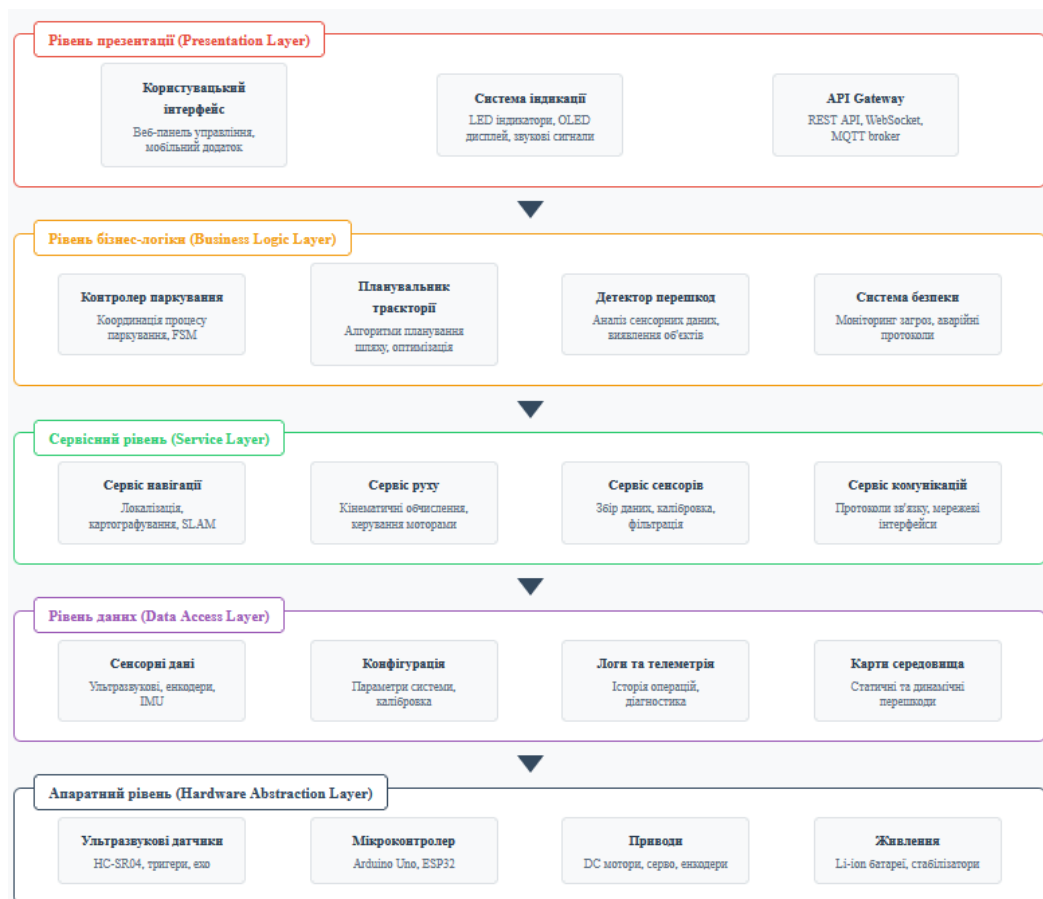 Рівень презентації (Presentation Layer)
Користувацький
інтерфейс
Веб-панель управління,
мобільний додаток
Система індикації
LED індикатори, OLED
дисплей, звукові сигнали
API Gateway
REST API, WebSocket,
MQTT broker
Рівень бізнес-логіки (Business Logic Layer)
Контролер паркування
Координація процесу
паркування, FSM
Планувальник
траєкторії
Алгоритми планування
шляху, оптимізація
Детектор перешкод
Аналіз сенсорних даних,
виявлення об'єктів
Система безпеки
Моніторинг загроз, аварійні
протоколи
Сервісний рівень (Service Layer)
Сервіс навігації
Локалізація,
картографування, SLAM
Сервіс руху
Кінематичні обчислення,
керування моторами
Сервіс сенсорів
Збір даних, калібровка,
фільтрація
Сервіс комунікацій
Протоколи зв'язку, мережеві
інтерфейси
Рівень даних (Data Access Layer)
Сенсорні дані
Ультразвукові, енкодери,
IMU
Конфігурація
Параметри системи,
калібровка
Логи та телеметрія
Історія операцій,
діагностика
Карти середовища
Статичні та динамічні
перешкоди
Апаратний рівень (Hardware Abstraction Layer)
Ультразвукові датчики
HC-SR04, тригери, ехо
Мікроконтролер
Arduino Uno, ESP32
Приводи
DC мотори, серво, енкодери
Живлення
Li-ion батареї, стабілізатори